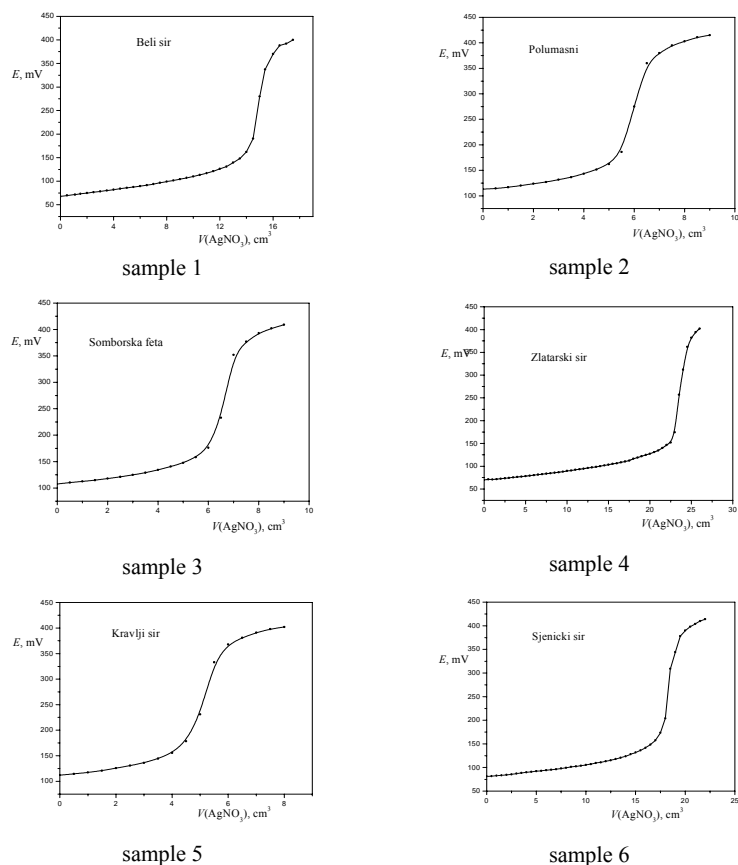 Beli sir
E, mV
450
400
350
300
250
200
150
100
50
0 4 8 12 16
V(AgNO₃), cm³
sample 1
Polumasni
E, mV
450
400
350
300
250
200
150
100
50
0 2 4 6 8 10
V(AgNO₃), cm³
sample 2
Somborska feta
E, mV
450
400
350
300
250
200
150
100
0 2 4 6 8 10
V(AgNO₃), cm³
sample 3
Zlatarski sir
E, mV
450
400
350
300
250
200
150
100
50
0 5 10 15 20 25 30
V(AgNO₃), cm³
sample 4
Kravlji sir
E, mV
450
400
350
300
250
200
150
100
0 2 4 6 8
V(AgNO₃), cm³
sample 5
Sjenicki sir
E, mV
450
400
350
300
250
200
150
100
50
0 5 10 15 20 25
V(AgNO₃), cm³
sample 6